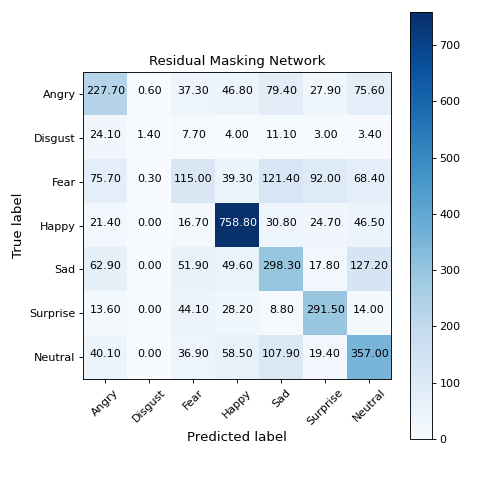 Residual Masking Network
Angry 227.70 0.60 37.30 46.80 79.40 27.90 75.60
Disgust 24.10 1.40 7.70 4.00 11.10 3.00 3.40
Fear 75.70 0.30 115.00 39.30 121.40 92.00 68.40
Happy 21.40 0.00 16.70 758.80 30.80 24.70 46.50
Sad 62.90 0.00 51.90 49.60 298.30 17.80 127.20
Surprise 13.60 0.00 44.10 28.20 8.80 291.50 14.00
Neutral 40.10 0.00 36.90 58.50 107.90 19.40 357.00
Angry Disgust Fear Happy Sad Surprise Neutral
Predicted label
True label
700
600
500
400
300
200
100
0